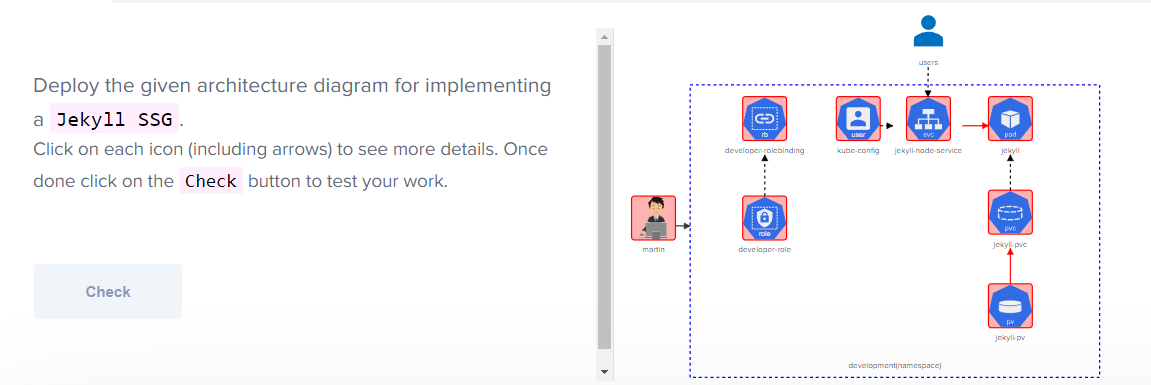 Deploy the given architecture diagram for implementing
a Jekyll SSG.
Click on each icon (including arrows) to see more details. Once
done click on the Check button to test your work.
Check
users
rb
user
svc
pod
developer-rolebinding
kube-config
jekyll-node-service
jekyll
role
pvc
martin
developer-role
jekyll-pvc
pv
jekyll-pv
development(namespace)